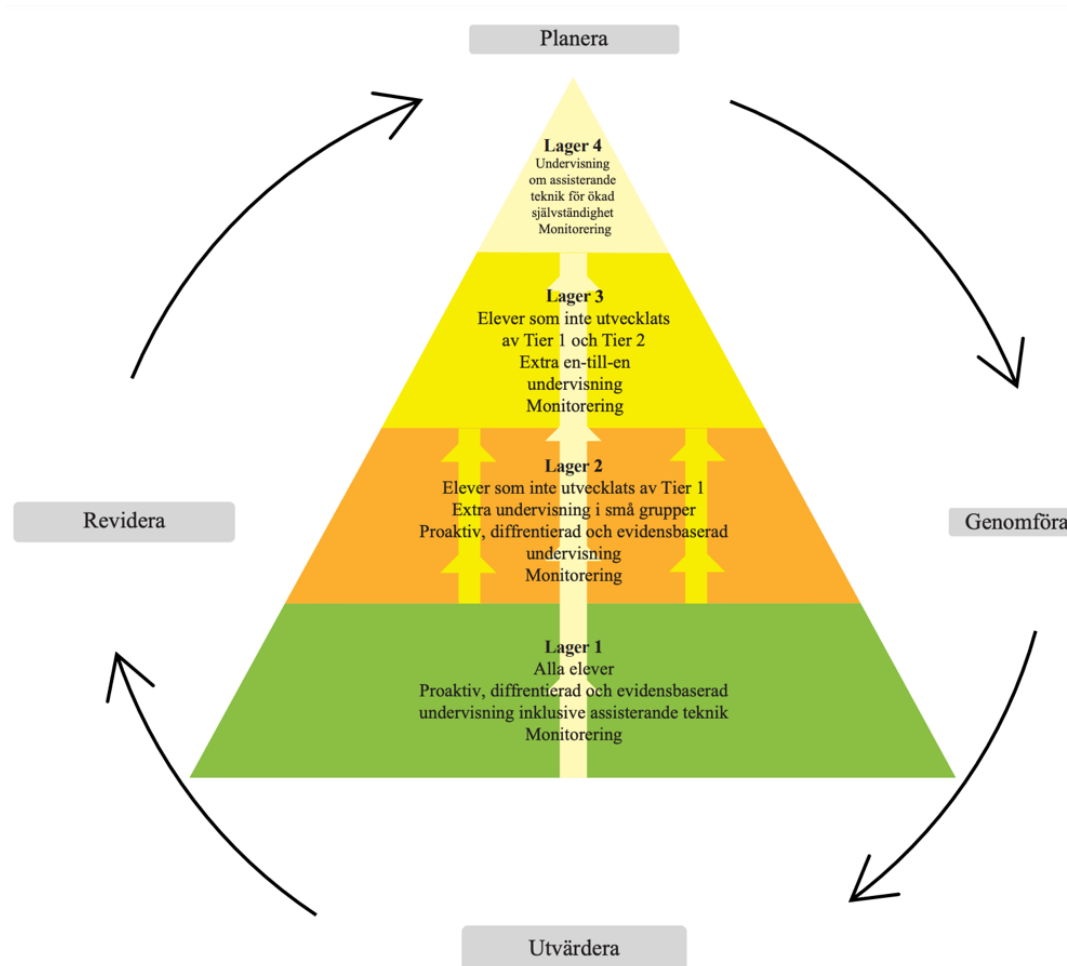 Planera
Lager 4
Undervisning
om assisterande
teknik för ökad
självständighet
Monitorering
Lager 3
Elever som inte utvecklats
av Tier 1 och Tier 2
Extra en-till-en
undervisning
Monitorering
Lager 2
Elever som inte utvecklats av Tier 1
Extra undervisning i små grupper
Proaktiv, diffrentierad och evidensbaserad
undervisning
Monitorering
Revidera
Genomföra
Lager 1
Alla elever
Proaktiv, diffrentierad och evidensbaserad
undervisning inklusive assisterande teknik
Monitorering
Utvärdera